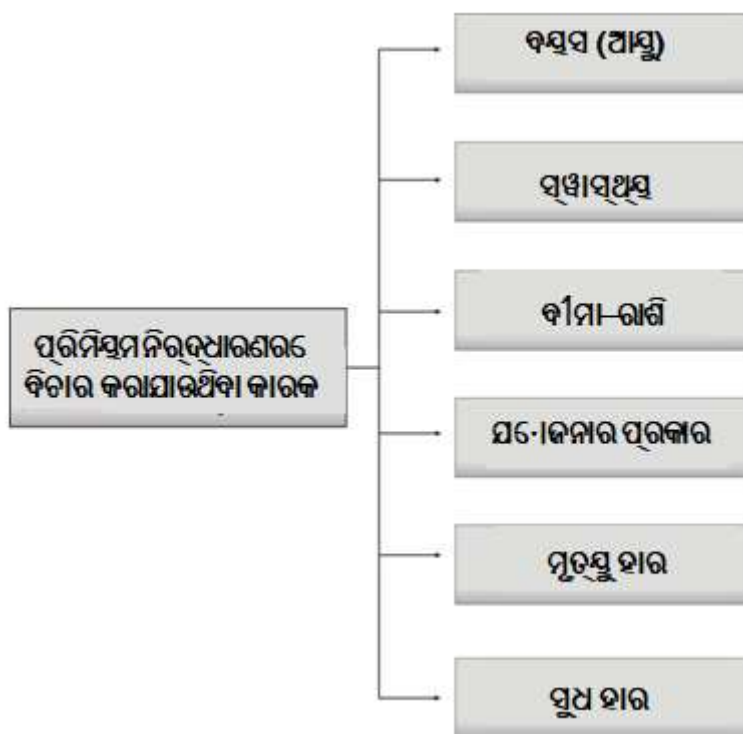 ପ୍ରିମିୟମ ନିର୍ଦ୍ଧାରଣରେ
ବିଚାର କରାଯାଉଥିବା କାରକ
ବୟସ (ଆୟୁ)
ସ୍ୱାସ୍ଥ୍ୟ
ବୀମା-ରାଶି
ଯୋଜନାର ପ୍ରକାର
ମୃତ୍ୟୁ ହାର
ସୁଧ ହାର